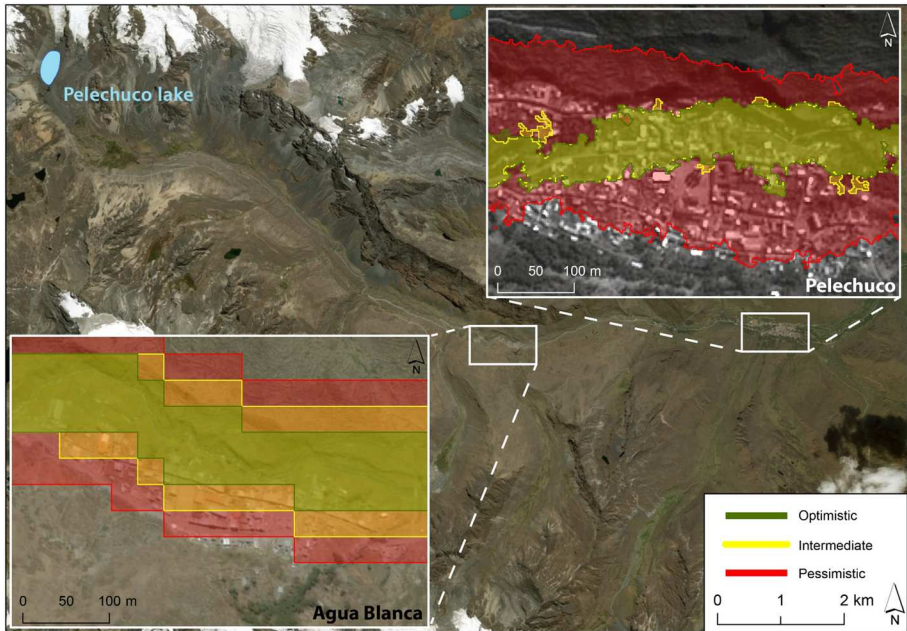 Pelechuco lake
N
0 50 100 m
Pelechuco
N
0 50 100 m
Agua Blanca
Optimistic
Intermediate
Pessimistic
N
0 1 2 km